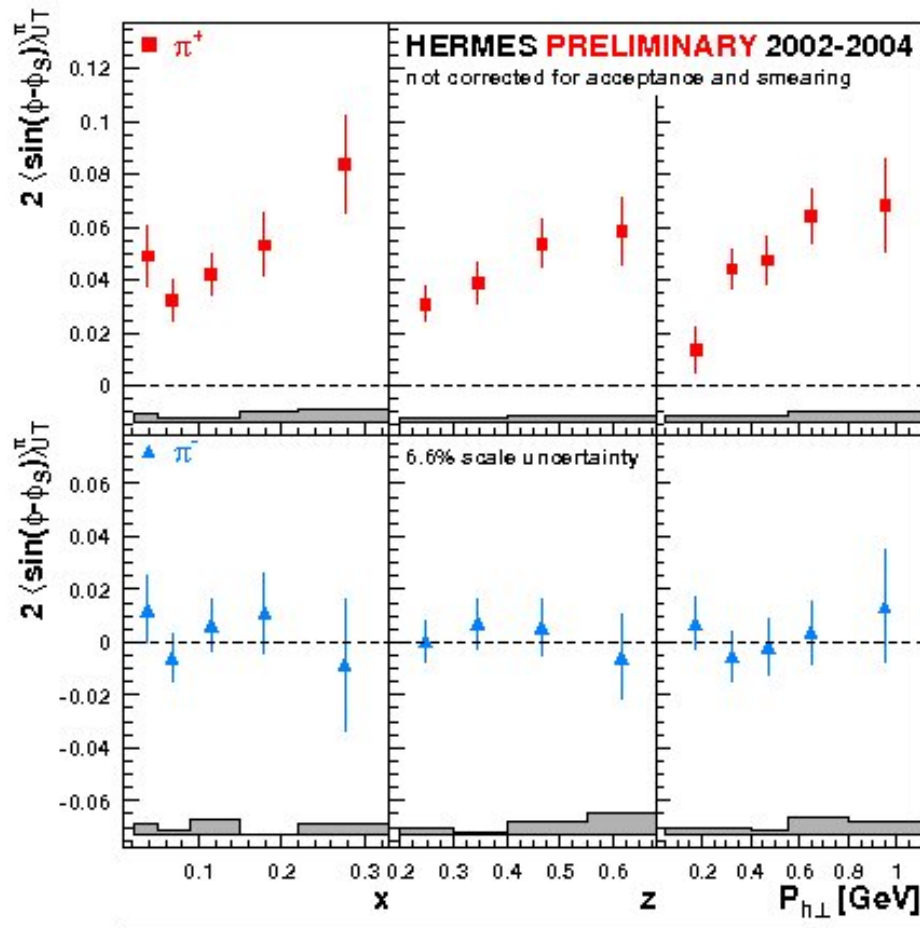 2 ⟨sin(ϕ-ϕS)⟩πUT
π+
HERMES PRELIMINARY 2002-2004
not corrected for acceptance and smearing
0.12
0.1
0.08
0.06
0.04
0.02
0
2 ⟨sin(ϕ-ϕS)⟩πUT
π-
6.6% scale uncertainty
0.06
0.04
0.02
0
-0.02
-0.04
-0.06
0.1 0.2 0.3 0.2 0.3 0.4 0.5 0.6 0.2 0.4 0.6 0.8 1
x z Ph⊥ [GeV]